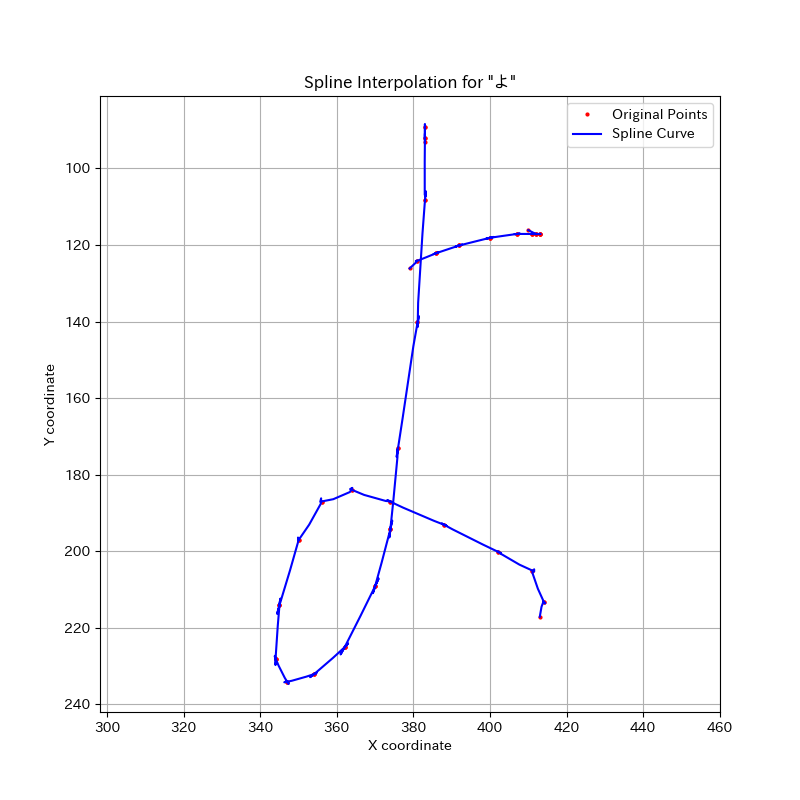 Spline Interpolation for "よ"
Original Points
Spline Curve
Y coordinate
100
120
140
160
180
200
220
240
300 320 340 360 380 400 420 440 460
X coordinate